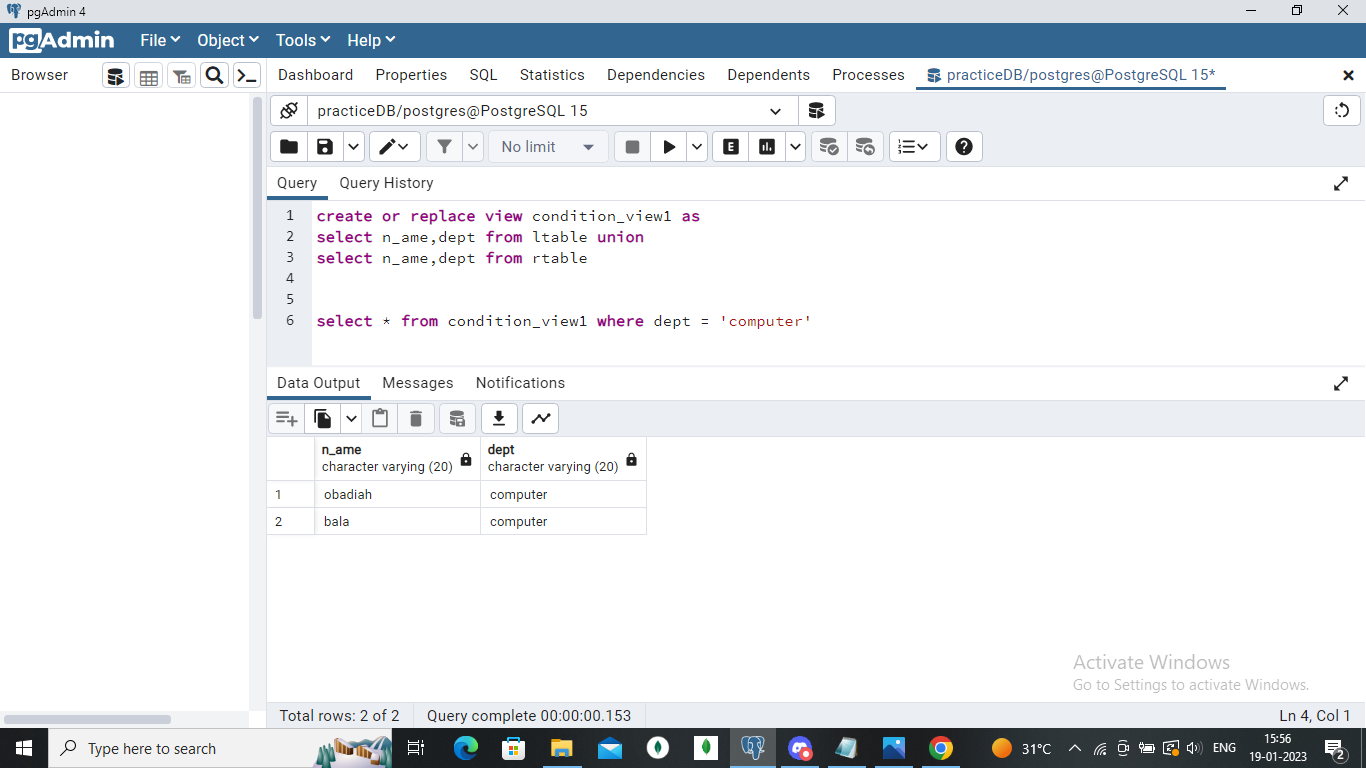 pgAdmin 4
pgAdmin File Object Tools Help
Browser Dashboard Properties SQL Statistics Dependencies Dependents Processes practiceDB/postgres@PostgreSQL 15*
practiceDB/postgres@PostgreSQL 15
No limit E
Query Query History
1 create or replace view condition_view1 as
2 select n_ame,dept from ltable union
3 select n_ame,dept from rtable
4
5
6 select * from condition_view1 where dept = 'computer'
Data Output Messages Notifications
n_ame dept
character varying (20) character varying (20)
1 obadiah computer
2 bala computer
Activate Windows
Go to Settings to activate Windows.
Total rows: 2 of 2 Query complete 00:00:00.153 Ln 4, Col 1
Type here to search 31°C ENG 15:56
19-01-2023 2